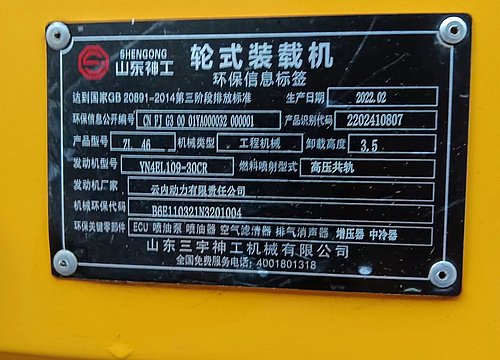 SHENGONG
山东神工
轮式装载机
环保信息标签
达到国家GB 20891-2014第三阶段排放标准 生产日期 2022.02
环保信息公开编号 CN PI G3 00 01YA000032 000001 产品识别代码 2202410807
产品型号 ZL 46 机械类型 工程机械 卸载高度 3.5
发动机型号 YN4EL109-30CR 燃料喷射型式 高压共轨
发动机厂家 云内动力有限责任公司
机械环保代码 B6E110321N3201004
环保关键零部件 ECU 喷油泵 喷油器 空气滤清器 排气消声器 增压器 中冷器
山东三宇神工机械有限公司
全国免费服务电话：4001801318